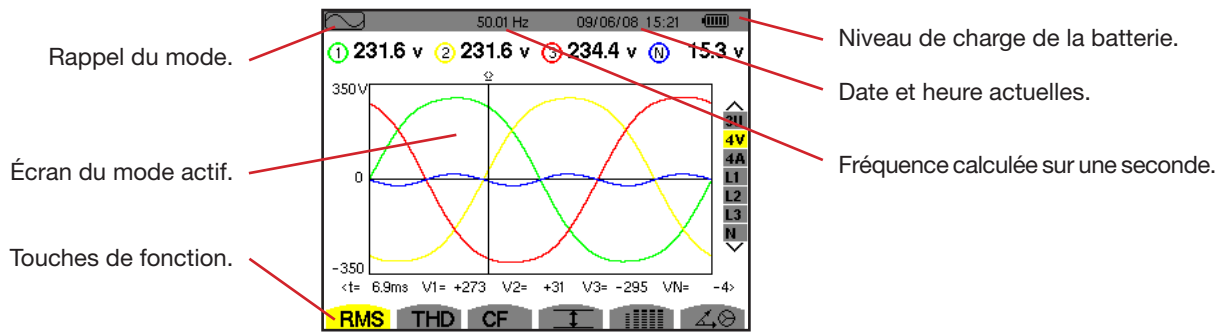 50.01 Hz 09/06/08 15:21
Rappel du mode.
Niveau de charge de la batterie.
1 231.6 v 2 231.6 v 3 234.4 v N 15.3 v
350 V
Date et heure actuelles.
3U
4V
4A
L1
L2
L3
N
Écran du mode actif.
0
Fréquence calculée sur une seconde.
Touches de fonction.
-350
<t= 6.9ms V1= +273 V2= +31 V3= -295 VN= -4>
RMS THD CF